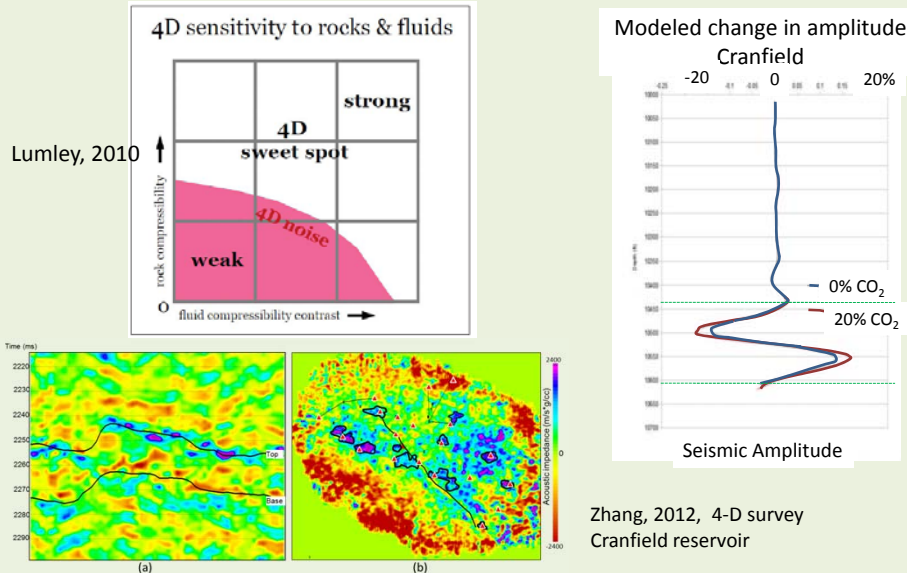 4D sensitivity to rocks & fluids
strong
4D
sweet spot
4D noise
weak
rock compressibility
O
fluid compressibility contrast
Lumley, 2010
Modeled change in amplitude
Cranfield
-20 0 20%
0% CO2
20% CO2
Seismic Amplitude
Time (ms)
2220
2230
2240
2250
2260
2270
2280
2290
Top
Base
(a)
(b)
2400
0
-2400
Acoustic impedance (m/s*g/cc)
Zhang, 2012, 4-D survey
Cranfield reservoir